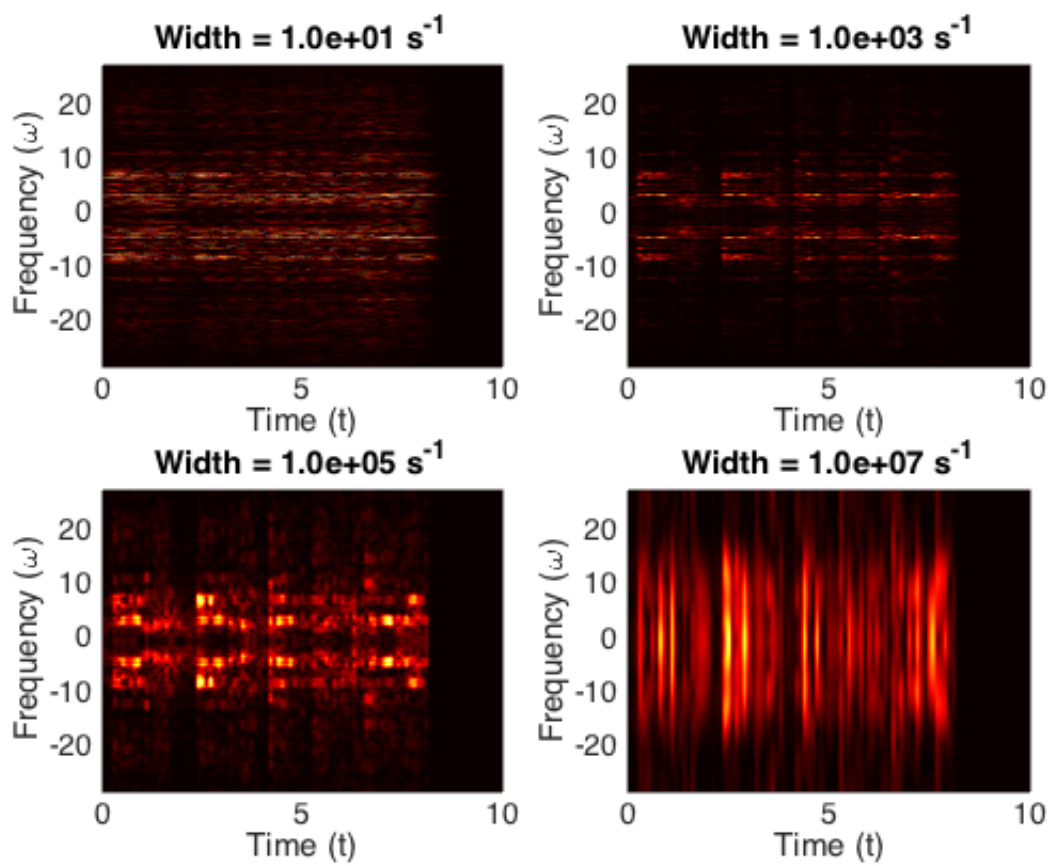 Width = 1.0e+01 s⁻¹
Frequency (ω)
20
10
0
-10
-20
0 5 10
Time (t)
Width = 1.0e+03 s⁻¹
Frequency (ω)
20
10
0
-10
-20
0 5 10
Time (t)
Width = 1.0e+05 s⁻¹
Frequency (ω)
20
10
0
-10
-20
0 5 10
Time (t)
Width = 1.0e+07 s⁻¹
Frequency (ω)
20
10
0
-10
-20
0 5 10
Time (t)